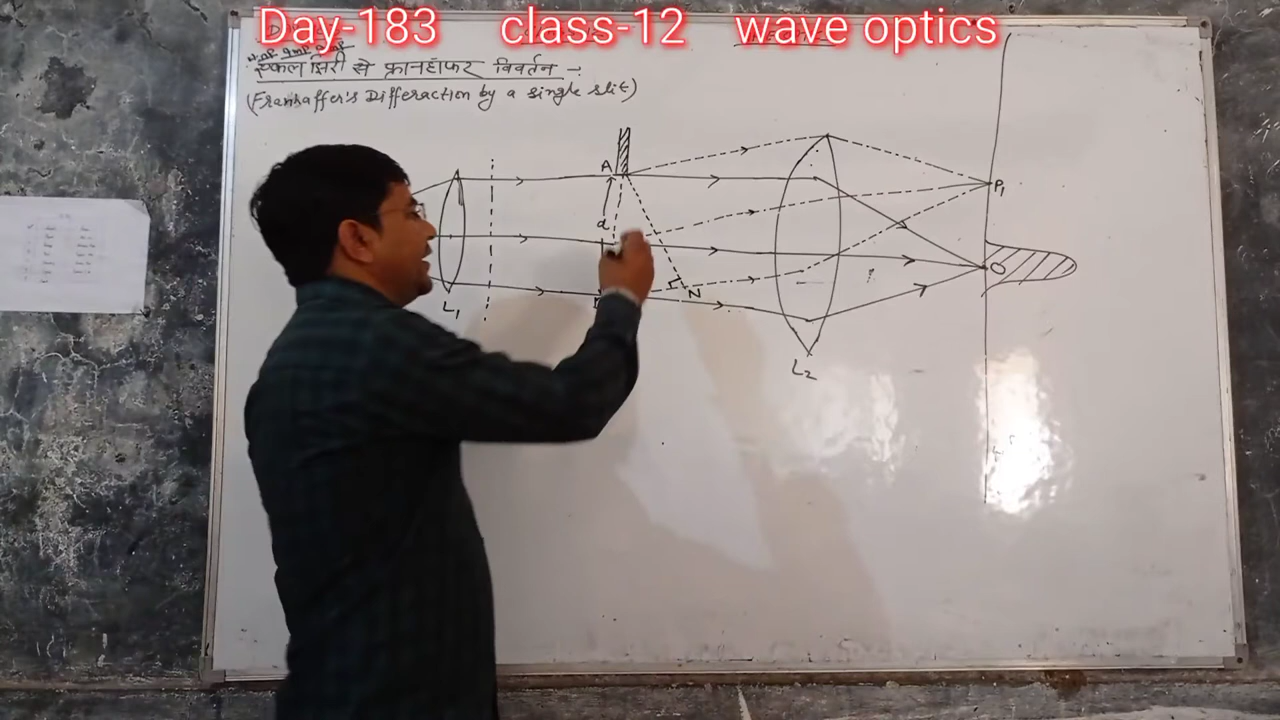 Day-183 class-12 wave optics
एकल झिरी से फ्रानहॉफर विवर्तन :-
(Franhaffer's Differaction by a single slit)
A
P₁
d
O
N
L₁
L₂